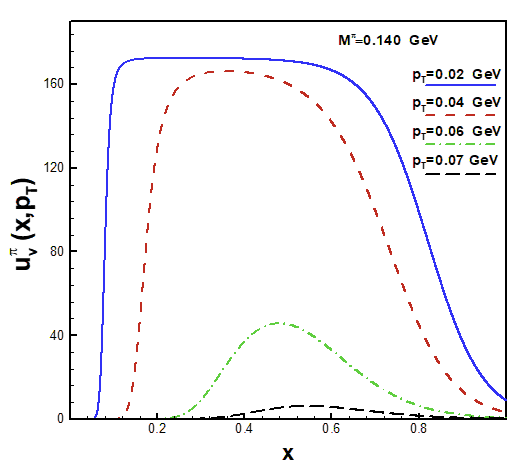 M^π=0.140 GeV
p_T=0.02 GeV
p_T=0.04 GeV
p_T=0.06 GeV
p_T=0.07 GeV
u_v^π(x,p_T)
160
120
80
40
0
0.2
0.4
0.6
0.8
x